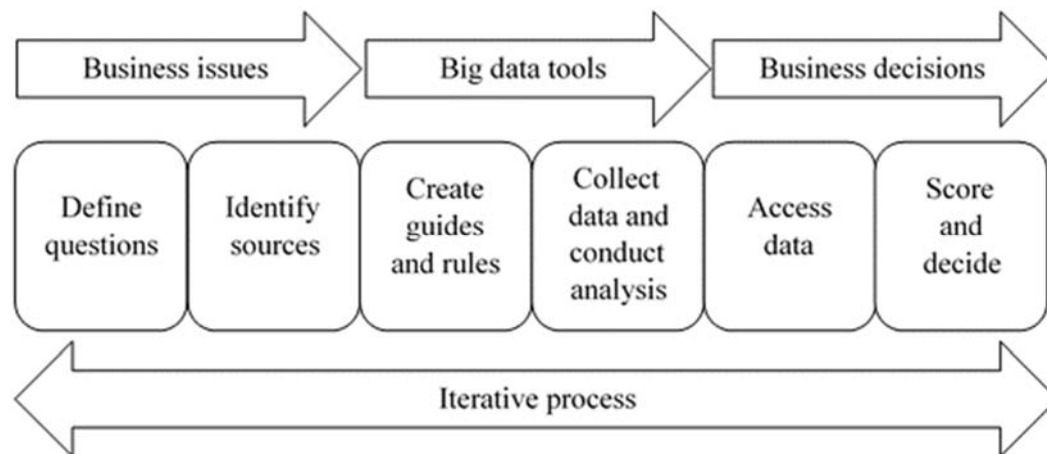 Business issues
Big data tools
Business decisions
Define
questions
Identify
sources
Create
guides
and rules
Collect
data and
conduct
analysis
Access
data
Score
and
decide
Iterative process